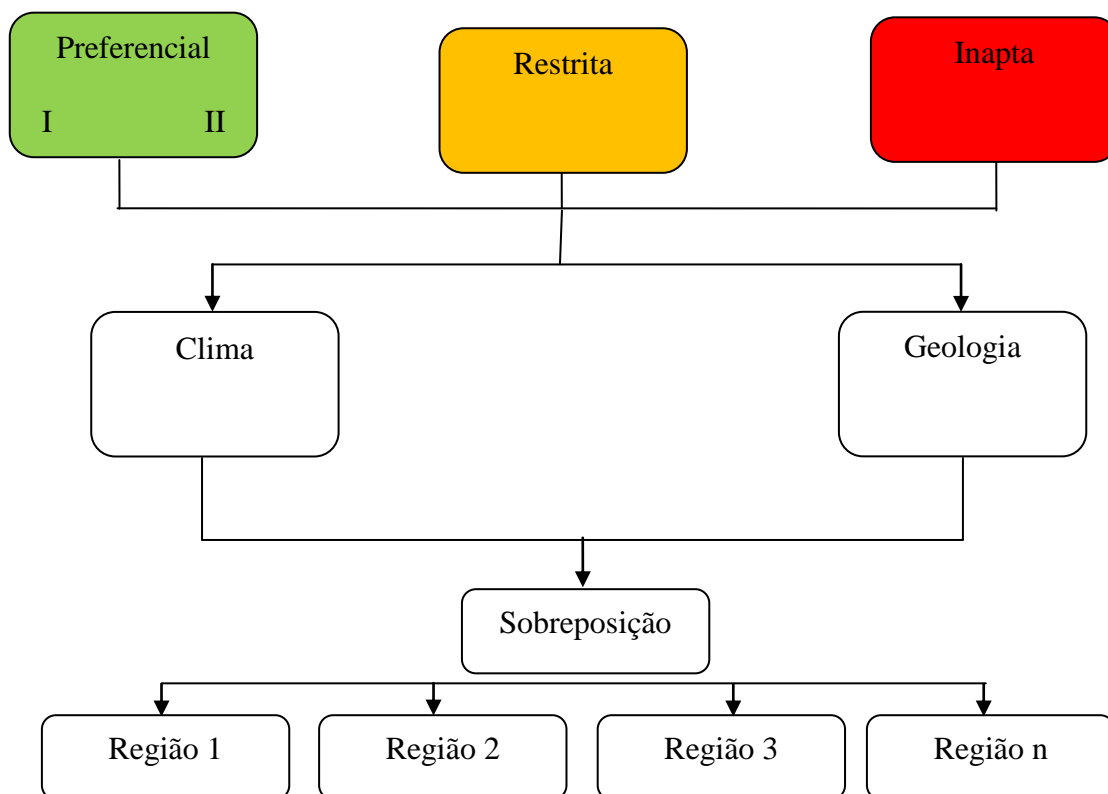 Preferencial
I II
Restrita
Inapta
Clima
Geologia
Sobreposição
Região 1
Região 2
Região 3
Região n